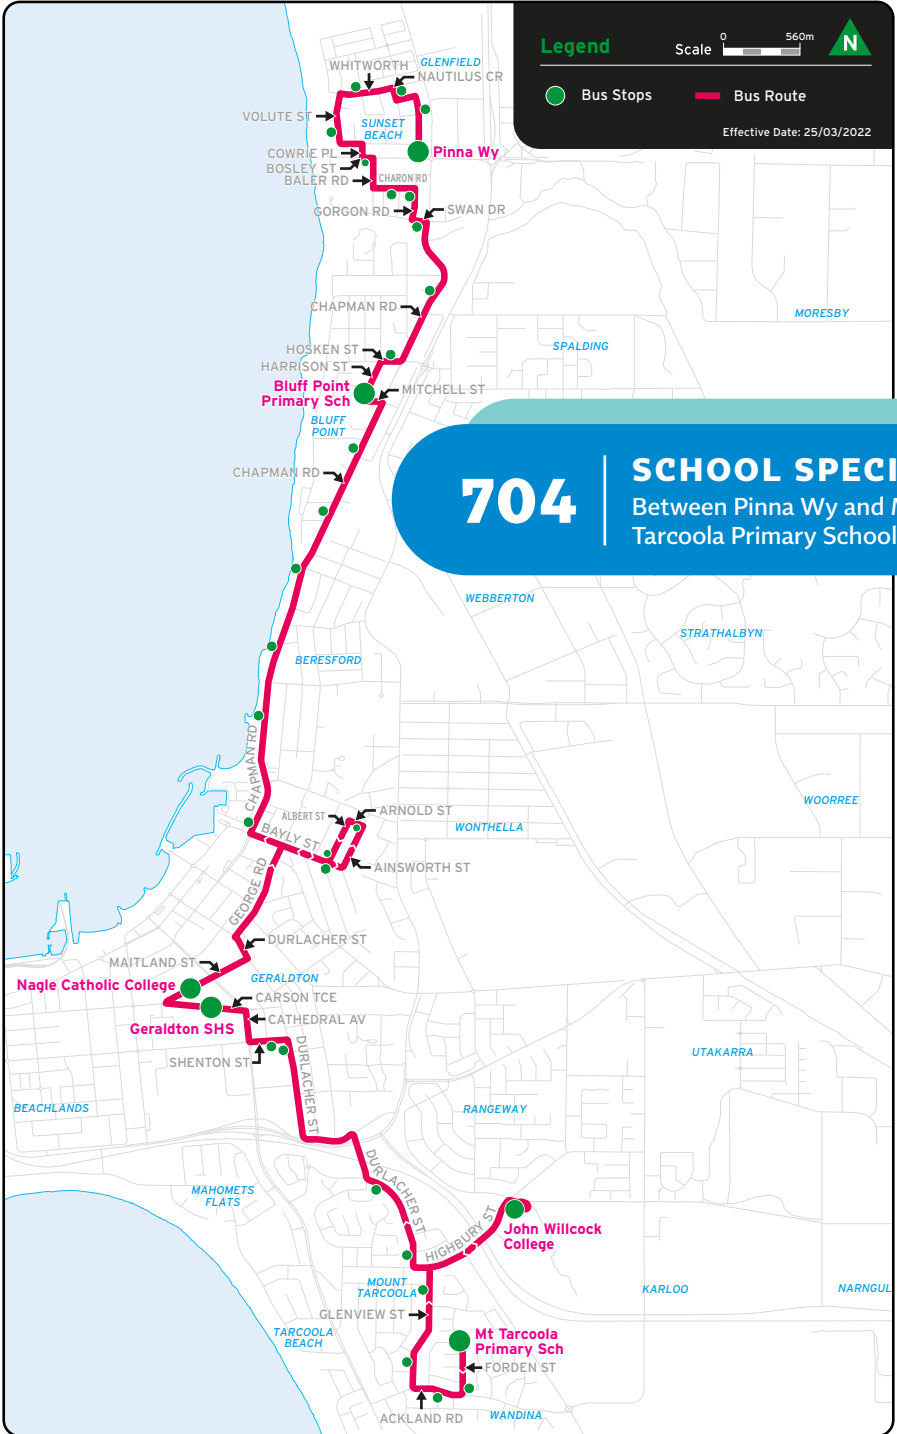 Legend
Scale
0
560m
N
Bus Stops
Bus Route
Effective Date: 25/03/2022
WHITWORTH
GLENFIELD
NAUTILUS CR
VOLUTE ST
SUNSET
BEACH
COWRIE PL
Pinna Wy
BOSLEY ST
BALER RD
CHARON RD
GORGON RD
SWAN DR
CHAPMAN RD
MORESBY
HOSKEN ST
SPALDING
HARRISON ST
Bluff Point
Primary Sch
MITCHELL ST
BLUFF
POINT
CHAPMAN RD
704
SCHOOL SPECI
Between Pinna Wy and M
Tarcoola Primary School
WEBBERTON
STRATHALBYN
BERESFORD
CHAPMAN RD
WOORREE
ALBERT ST
ARNOLD ST
BAYLY ST
WONTHELLA
AINSWORTH ST
GEORGE RD
DURLACHER ST
MAITLAND ST
GERALDTON
Nagle Catholic College
CARSON TCE
Geraldton SHS
CATHEDRAL AV
SHENTON ST
DURLACHER ST
UTAKARRA
BEACHLANDS
RANGEWAY
DURLACHER ST
MAHOMETS
FLATS
HIGHBURY ST
John Willcock
College
MOUNT
TARCOOLA
KARLOO
NARNGUL
GLENVIEW ST
TARCOOLA
BEACH
Mt Tarcoola
Primary Sch
FORDEN ST
ACKLAND RD
WANDINA